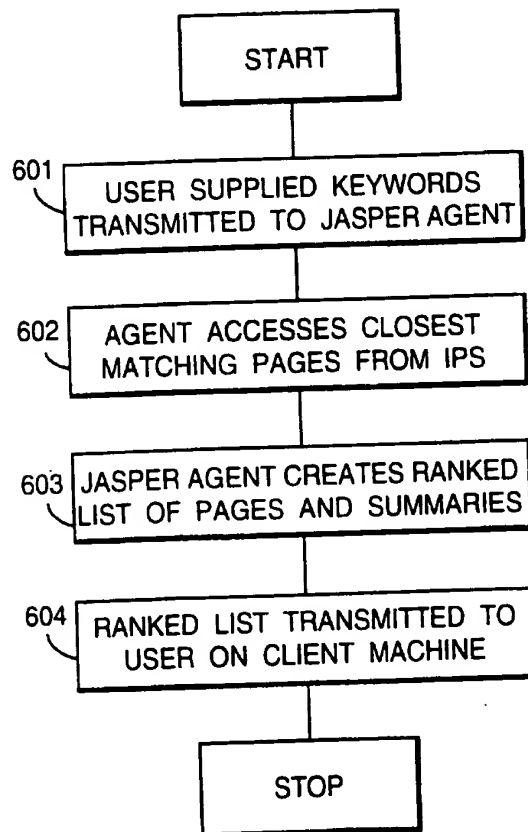 START
601
USER SUPPLIED KEYWORDS
TRANSMITTED TO JASPER AGENT
602
AGENT ACCESSES CLOSEST
MATCHING PAGES FROM IPS
603
JASPER AGENT CREATES RANKED
LIST OF PAGES AND SUMMARIES
604
RANKED LIST TRANSMITTED TO
USER ON CLIENT MACHINE
STOP